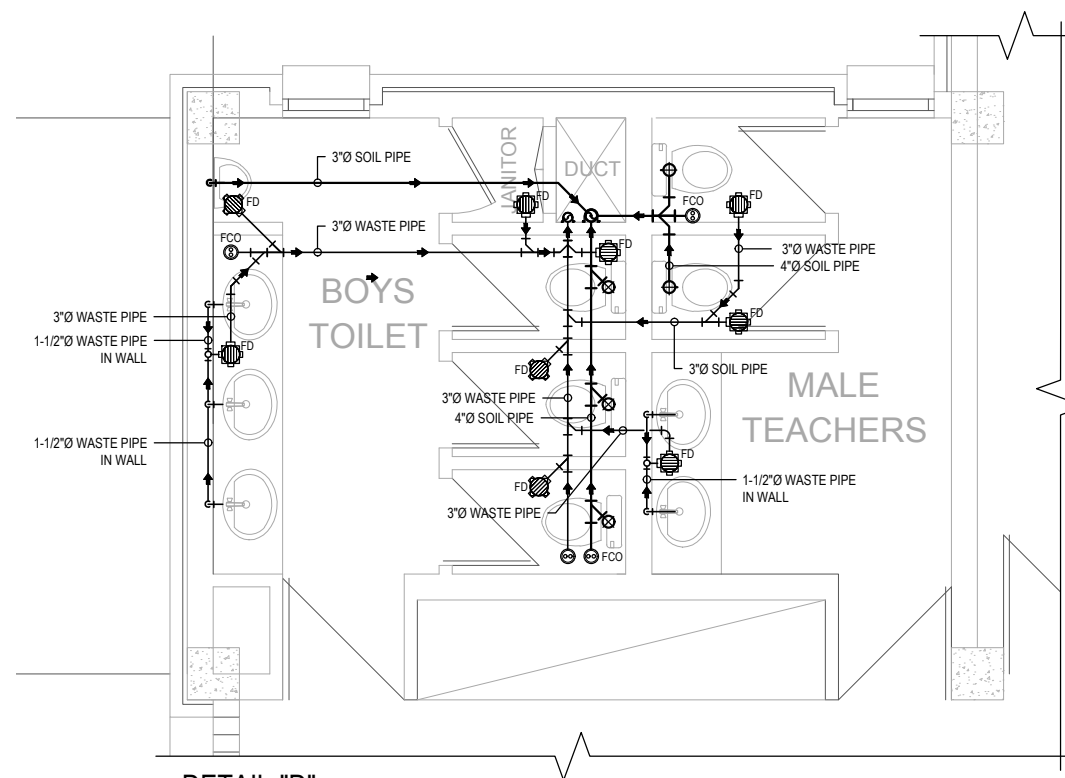 3"Ø SOIL PIPE
JANITOR
DUCT
FD
FD
FCO
FD
FCO
3"Ø WASTE PIPE
FD
3"Ø WASTE PIPE
4"Ø SOIL PIPE
BOYS
TOILET
3"Ø WASTE PIPE
FD
1-1/2"Ø WASTE PIPE
IN WALL
FD
3"Ø SOIL PIPE
FD
MALE
TEACHERS
3"Ø WASTE PIPE
4"Ø SOIL PIPE
1-1/2"Ø WASTE PIPE
IN WALL
FD
FD
1-1/2"Ø WASTE PIPE
IN WALL
3"Ø WASTE PIPE
FCO